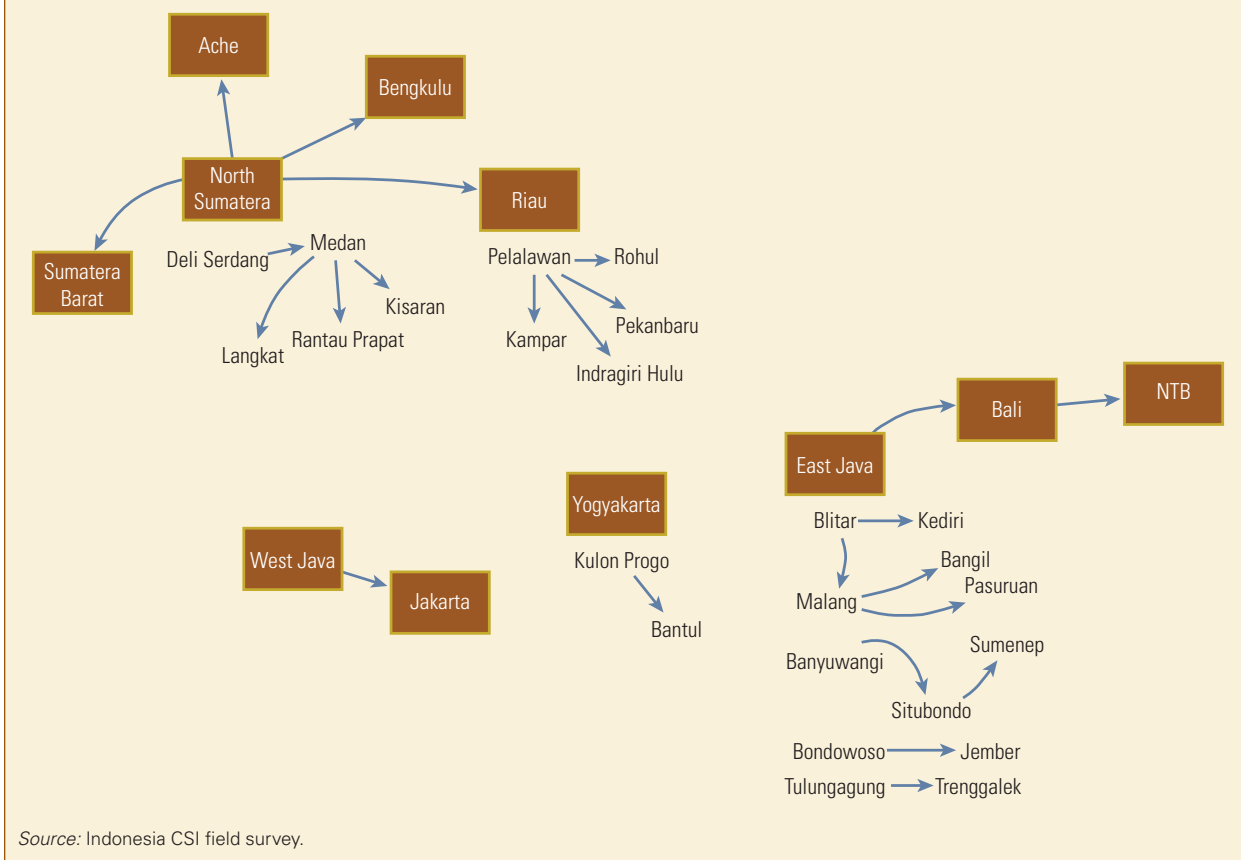 Ache
Bengkulu
North
Sumatera
Riau
Sumatera
Barat
Deli Serdang
Medan
Kisaran
Rantau Prapat
Langkat
Pelalawan
Rohul
Pekanbaru
Kampar
Indragiri Hulu
NTB
Bali
East Java
Yogyakarta
Kulon Progo
Bantul
West Java
Jakarta
Blitar
Kediri
Bangil
Malang
Pasuruan
Banyuwangi
Sumenep
Situbondo
Bondowoso
Jember
Tulungagung
Trenggalek
Source: Indonesia CSI field survey.